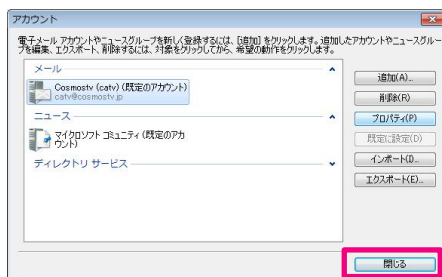 アカウント
電子メール アカウントやニュースグループを新しく登録するには、[追加] をクリックします。追加したアカウントやニュースグルー
プを編集、エクスポート、削除するには、対象をクリックしてから、希望の動作をクリックします。
メール
Cosmostv (catv) (既定のアカウント)
catv@cosmostv.jp
ニュース
マイクロソフト コミュニティ (既定のアカ
ウント)
ディレクトリ サービス
追加(A)...
削除(R)
プロパティ(P)
既定に設定(D)
インポート(I)...
エクスポート(E)...
閉じる